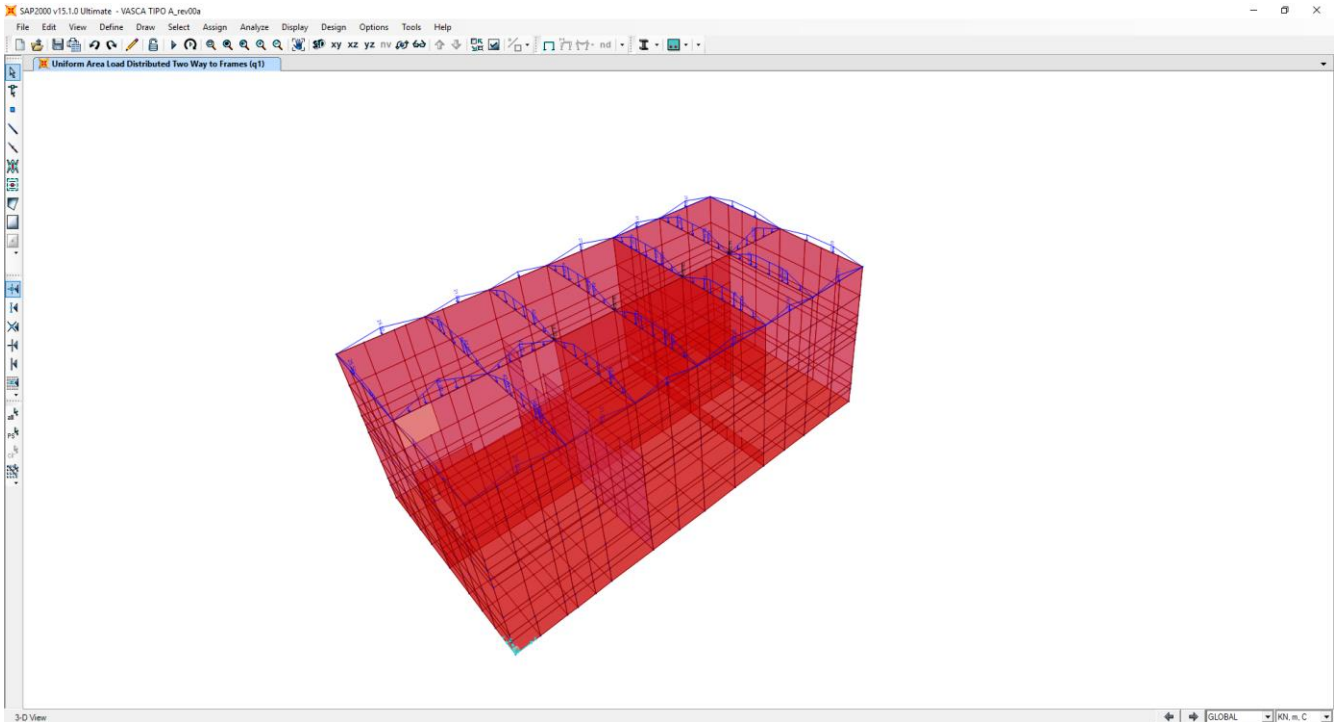 SAP2000 v15.1.0 Ultimate - VASCA TIPO A_rev00a
File Edit View Define Draw Select Assign Analyze Display Design Options Tools Help
3D xy xz yz nv nd
Uniform Area Load Distributed Two Way to Frames (q1)
3-D View GLOBAL KN, m, C